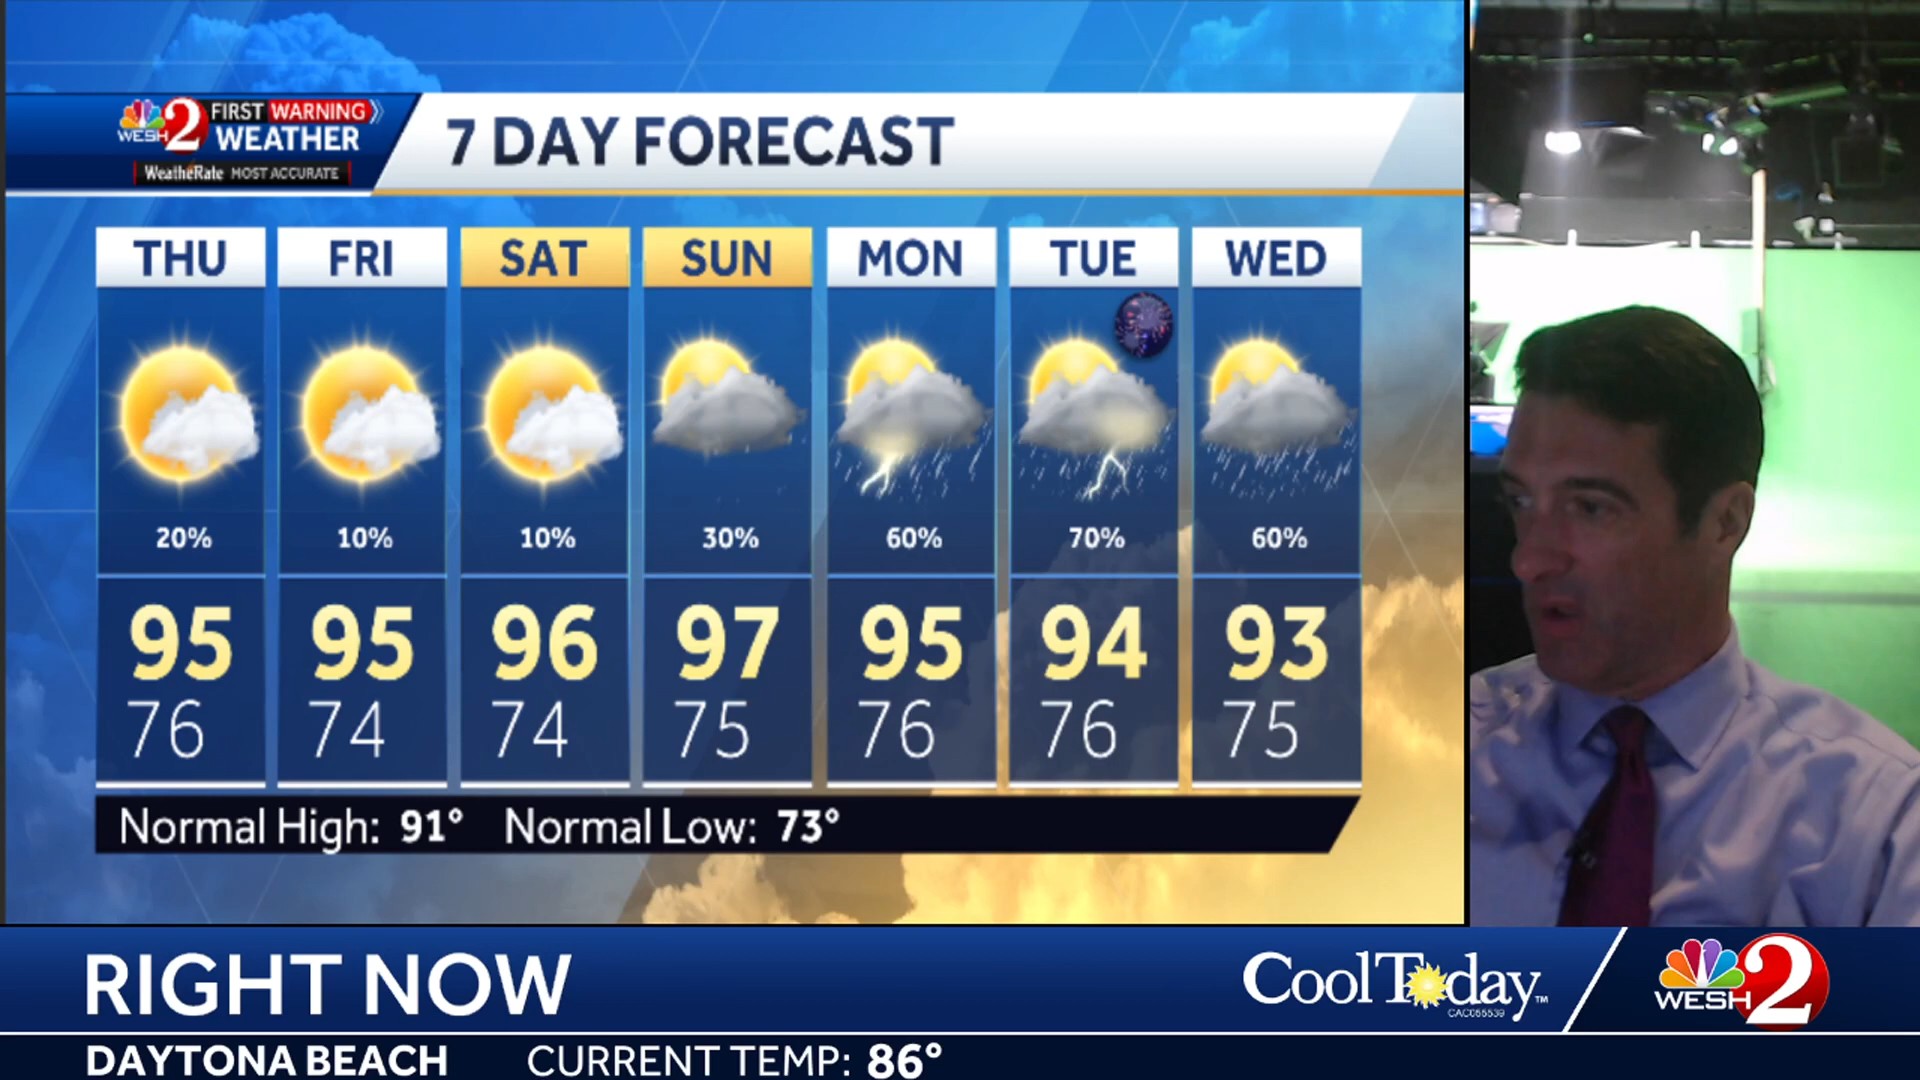 WESH 2 FIRST WARNING
WEATHER
WeatheRate MOST ACCURATE
7 DAY FORECAST
THU FRI SAT SUN MON TUE WED
20% 10% 10% 30% 60% 70% 60%
95 95 96 97 95 94 93
76 74 74 75 76 76 75
Normal High: 91° Normal Low: 73°
RIGHT NOW
CoolToday™
CAC055539
WESH 2
DAYTONA BEACH CURRENT TEMP: 86°